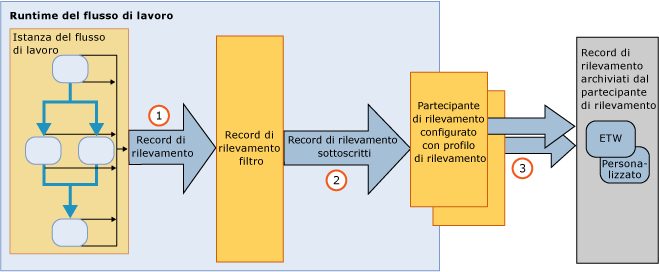 Runtime del flusso di lavoro
Istanza del flusso
di lavoro
1
Record di
rilevamento
Record di
rilevamento
filtro
Record di rilevamento
sottoscritti
2
Partecipante
di rilevamento
configurato
con profilo
di rilevamento
3
Record di
rilevamento
archiviati dal
partecipante
di rilevamento
ETW
Persona-
lizzato